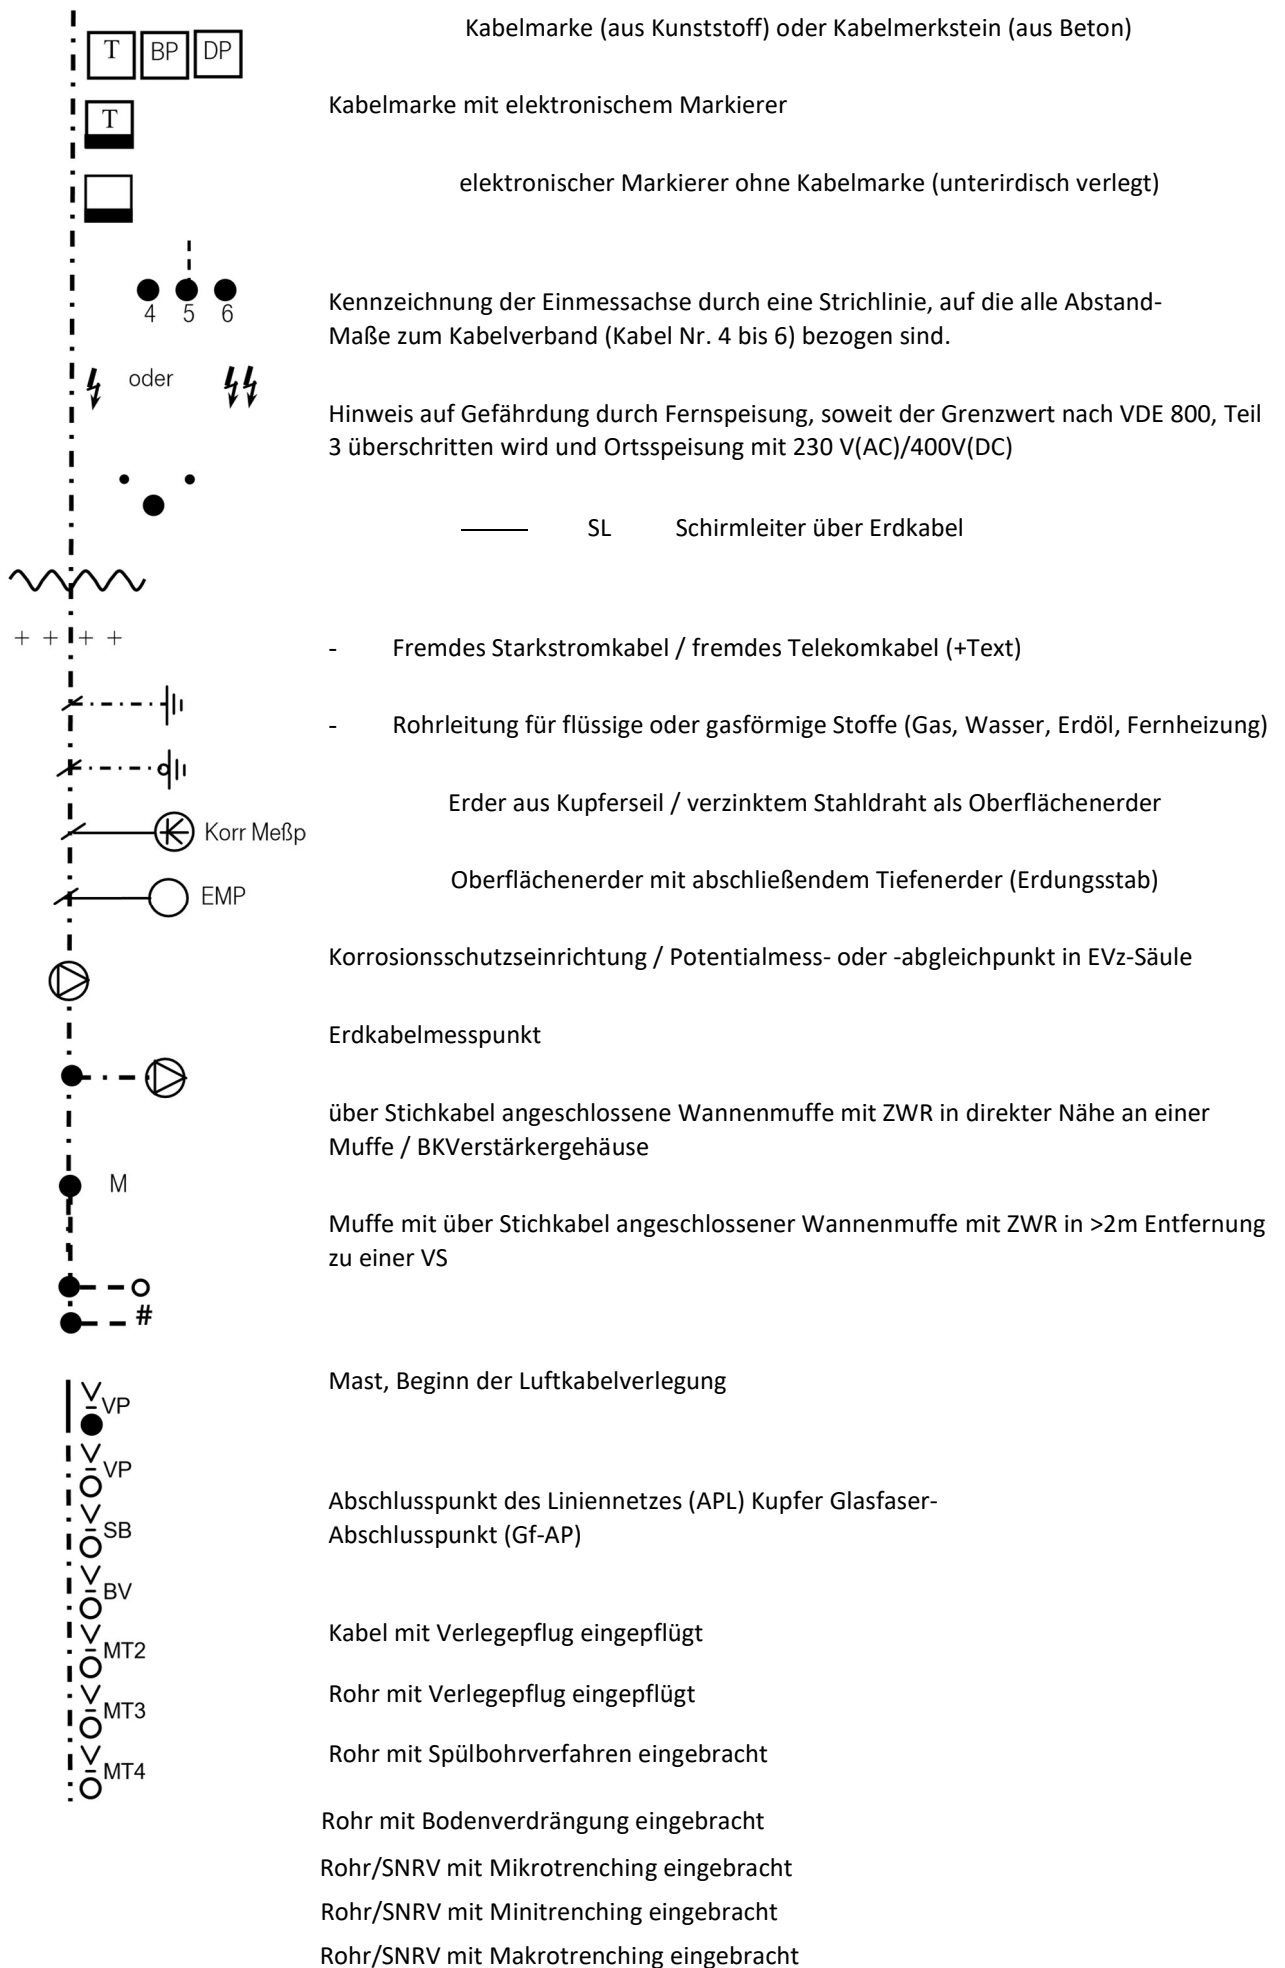 Kabelmarke (aus Kunststoff) oder Kabelmerkstein (aus Beton)
T BP DP
Kabelmarke mit elektronischem Markierer
T
elektronischer Markierer ohne Kabelmarke (unterirdisch verlegt)
4 5 6
Kennzeichnung der Einmessachse durch eine Strichlinie, auf die alle Abstand-
Maße zum Kabelverband (Kabel Nr. 4 bis 6) bezogen sind.
oder
Hinweis auf Gefährdung durch Fernspeisung, soweit der Grenzwert nach VDE 800, Teil
3 überschritten wird und Ortsspeisung mit 230 V(AC)/400V(DC)
SL Schirmleiter über Erdkabel
+ + + +
- Fremdes Starkstromkabel / fremdes Telekomkabel (+Text)
- Rohrleitung für flüssige oder gasförmige Stoffe (Gas, Wasser, Erdöl, Fernheizung)
Erder aus Kupferseil / verzinktem Stahldraht als Oberflächenerder
Korr Meßp
Oberflächenerder mit abschließendem Tiefenerder (Erdungsstab)
EMP
Korrosionsschutzseinrichtung / Potentialmess- oder -abgleichpunkt in EVz-Säule
Erdkabelmesspunkt
über Stichkabel angeschlossene Wannenmuffe mit ZWR in direkter Nähe an einer
Muffe / BKVerstärkergehäuse
M
Muffe mit über Stichkabel angeschlossener Wannenmuffe mit ZWR in >2m Entfernung
zu einer VS
#
Mast, Beginn der Luftkabelverlegung
VP
VP
Abschlusspunkt des Liniennetzes (APL) Kupfer Glasfaser-
Abschlusspunkt (Gf-AP)
SB
BV
Kabel mit Verlegepflug eingepflügt
MT2
Rohr mit Verlegepflug eingepflügt
MT3
Rohr mit Spülbohrverfahren eingebracht
MT4
Rohr mit Bodenverdrängung eingebracht
Rohr/SNRV mit Mikrotrenching eingebracht
Rohr/SNRV mit Minitrenching eingebracht
Rohr/SNRV mit Makrotrenching eingebracht